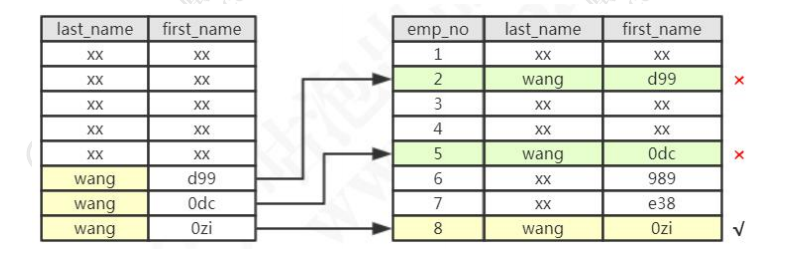 last_name first_name
xx xx
xx xx
xx xx
xx xx
xx xx
wang d99
wang 0dc
wang 0zi
emp_no last_name first_name
1 xx xx
2 wang d99 ×
3 xx xx
4 xx xx
5 wang 0dc ×
6 xx 989
7 xx e38
8 wang 0zi √